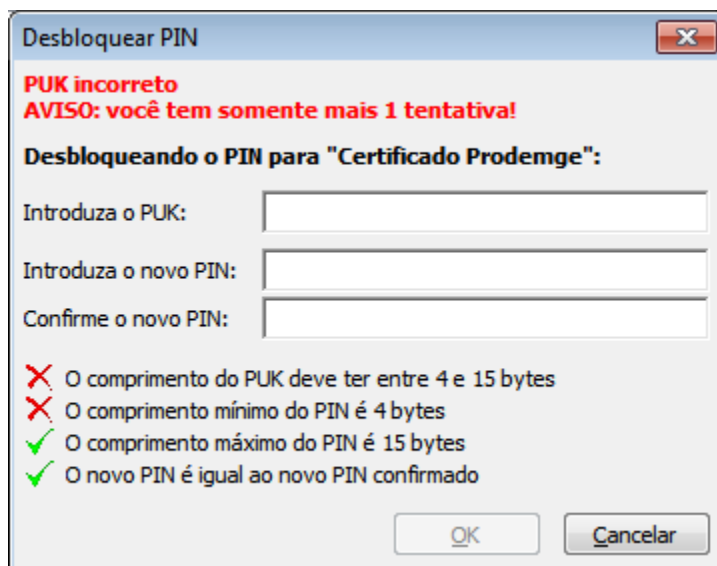 Desbloquear PIN
PUK incorreto
AVISO: você tem somente mais 1 tentativa!
Desbloqueando o PIN para "Certificado Prodemge":
Introduza o PUK:
Introduza o novo PIN:
Confirme o novo PIN:
O comprimento do PUK deve ter entre 4 e 15 bytes
O comprimento mínimo do PIN é 4 bytes
O comprimento máximo do PIN é 15 bytes
O novo PIN é igual ao novo PIN confirmado
OK Cancelar